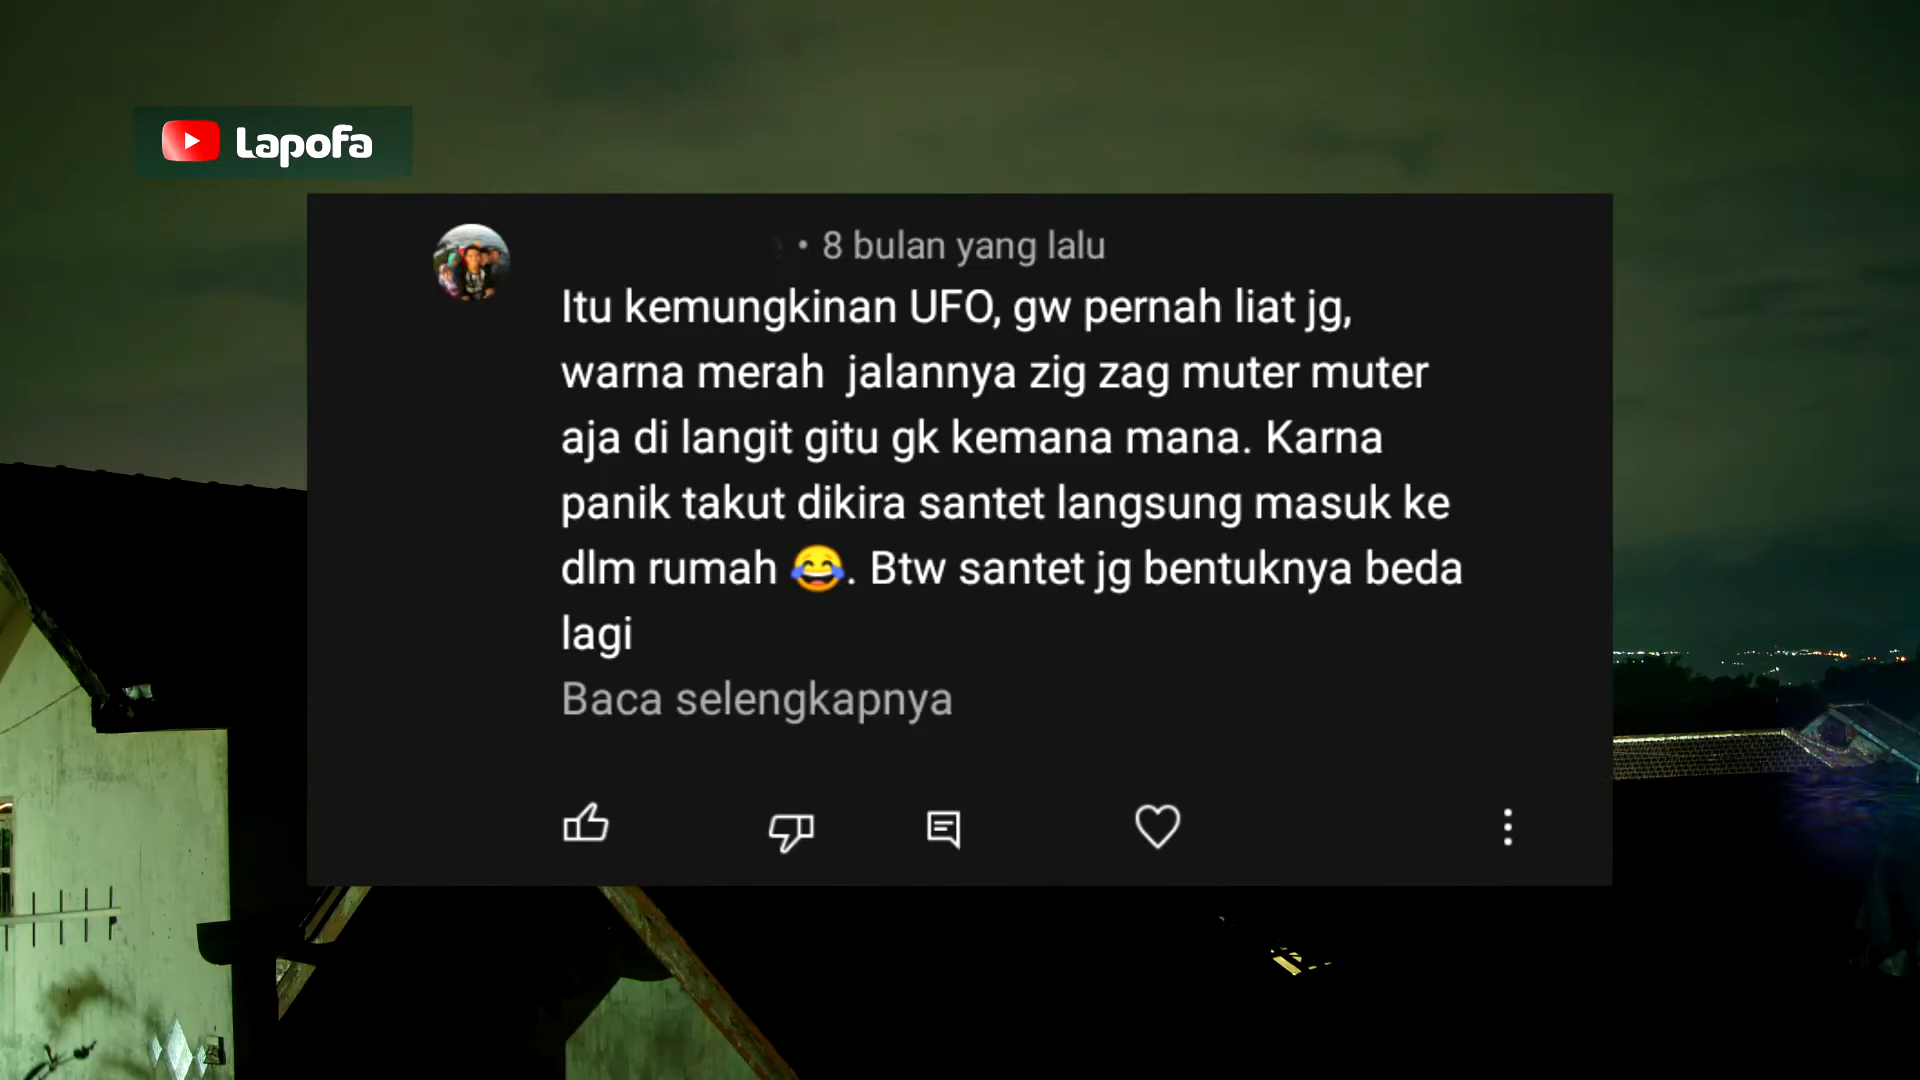 Lapofa
• 8 bulan yang lalu
Itu kemungkinan UFO, gw pernah liat jg,
warna merah jalannya zig zag muter muter
aja di langit gitu gk kemana mana. Karna
panik takut dikira santet langsung masuk ke
dlm rumah 😂. Btw santet jg bentuknya beda
lagi
Baca selengkapnya